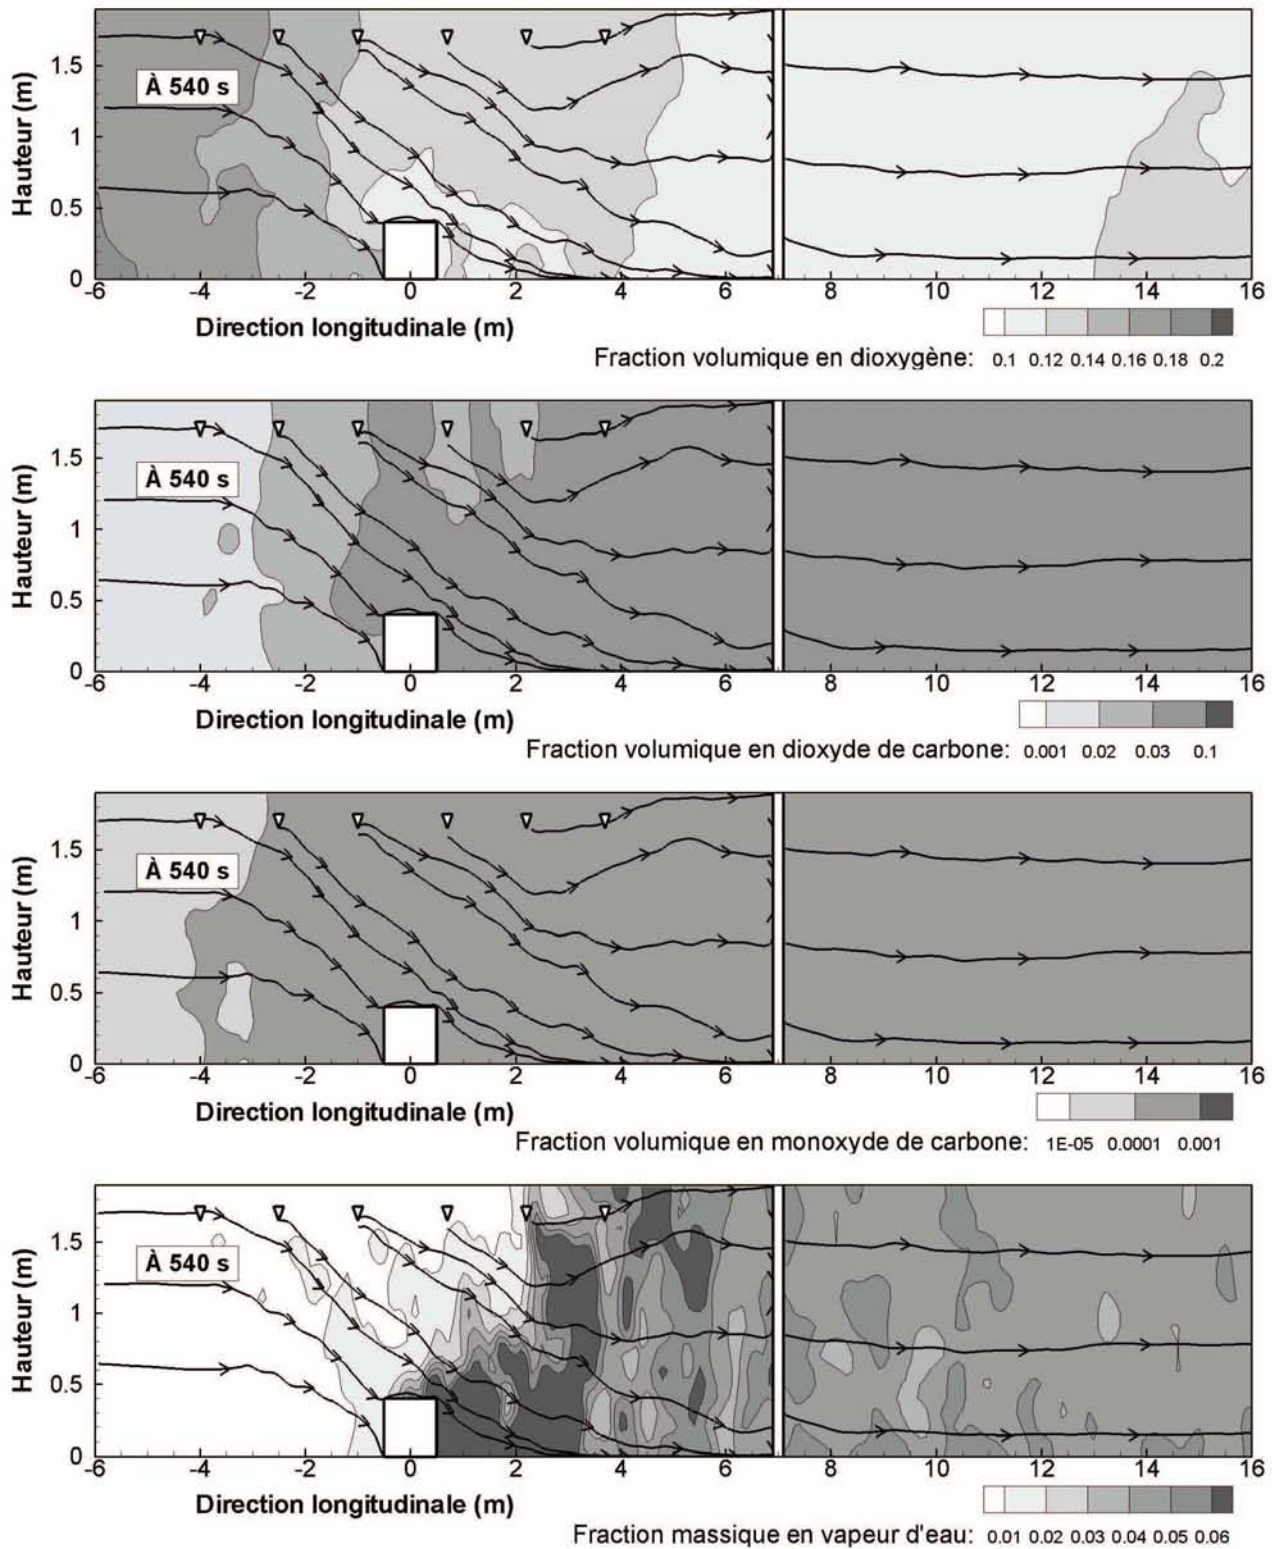 Hauteur (m)
1.5
1
0.5
0
À 540 s
-6 -4 -2 0 2 4 6 8 10 12 14 16
Direction longitudinale (m)
Fraction volumique en dioxygène: 0.1 0.12 0.14 0.16 0.18 0.2
Hauteur (m)
1.5
1
0.5
0
À 540 s
-6 -4 -2 0 2 4 6 8 10 12 14 16
Direction longitudinale (m)
Fraction volumique en dioxyde de carbone: 0.001 0.02 0.03 0.1
Hauteur (m)
1.5
1
0.5
0
À 540 s
-6 -4 -2 0 2 4 6 8 10 12 14 16
Direction longitudinale (m)
Fraction volumique en monoxyde de carbone: 1E-05 0.0001 0.001
Hauteur (m)
1.5
1
0.5
0
À 540 s
-6 -4 -2 0 2 4 6 8 10 12 14 16
Direction longitudinale (m)
Fraction massique en vapeur d'eau: 0.01 0.02 0.03 0.04 0.05 0.06